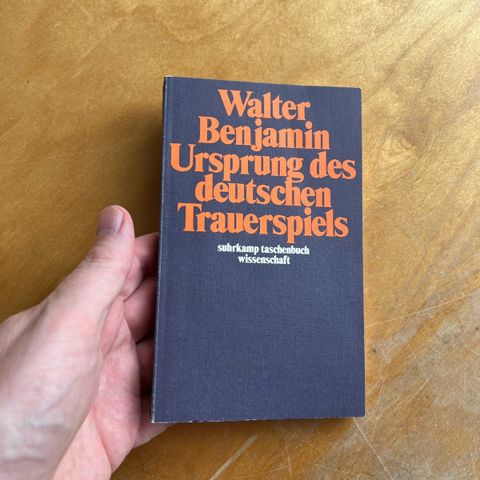 Walter
Benjamin
Ursprung des
deutschen
Trauerspiels
suhrkamp taschenbuch
wissenschaft